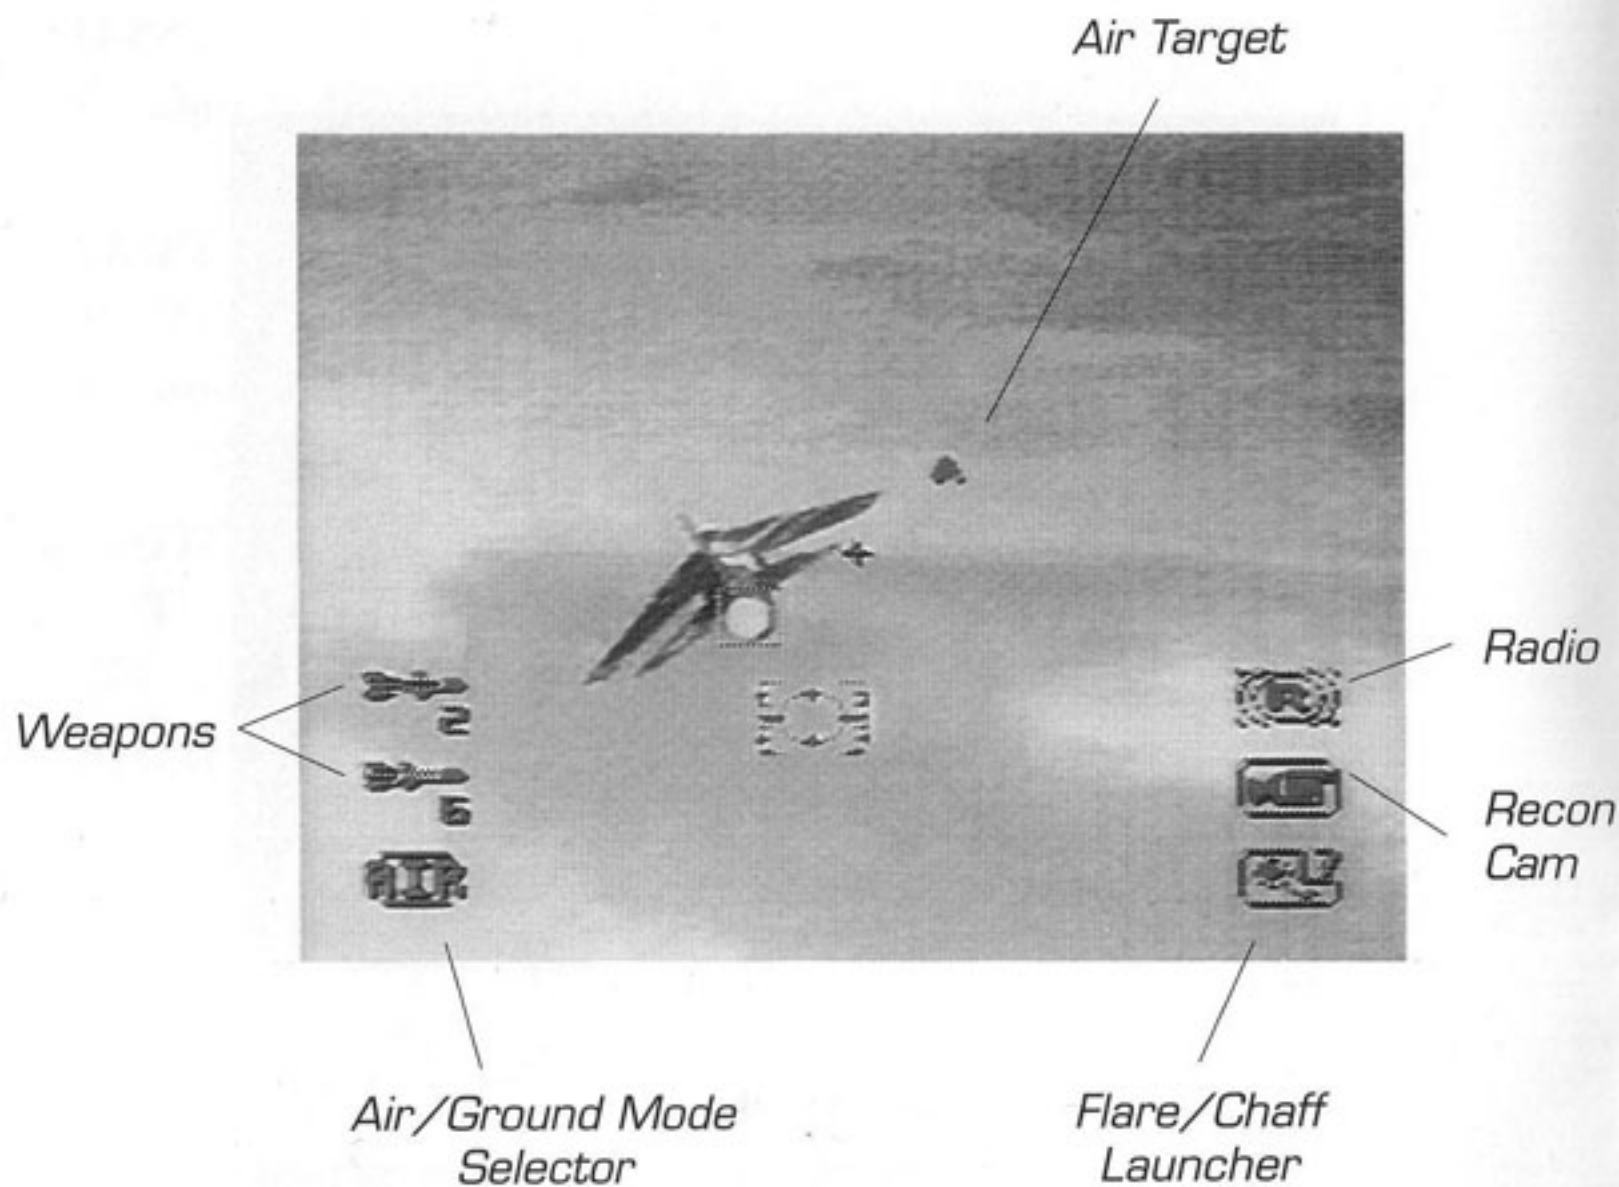 Air Target
Radio
Weapons
2
R
6
Recon
Cam
AIR
Air/Ground Mode
Selector
Flare/Chaff
Launcher